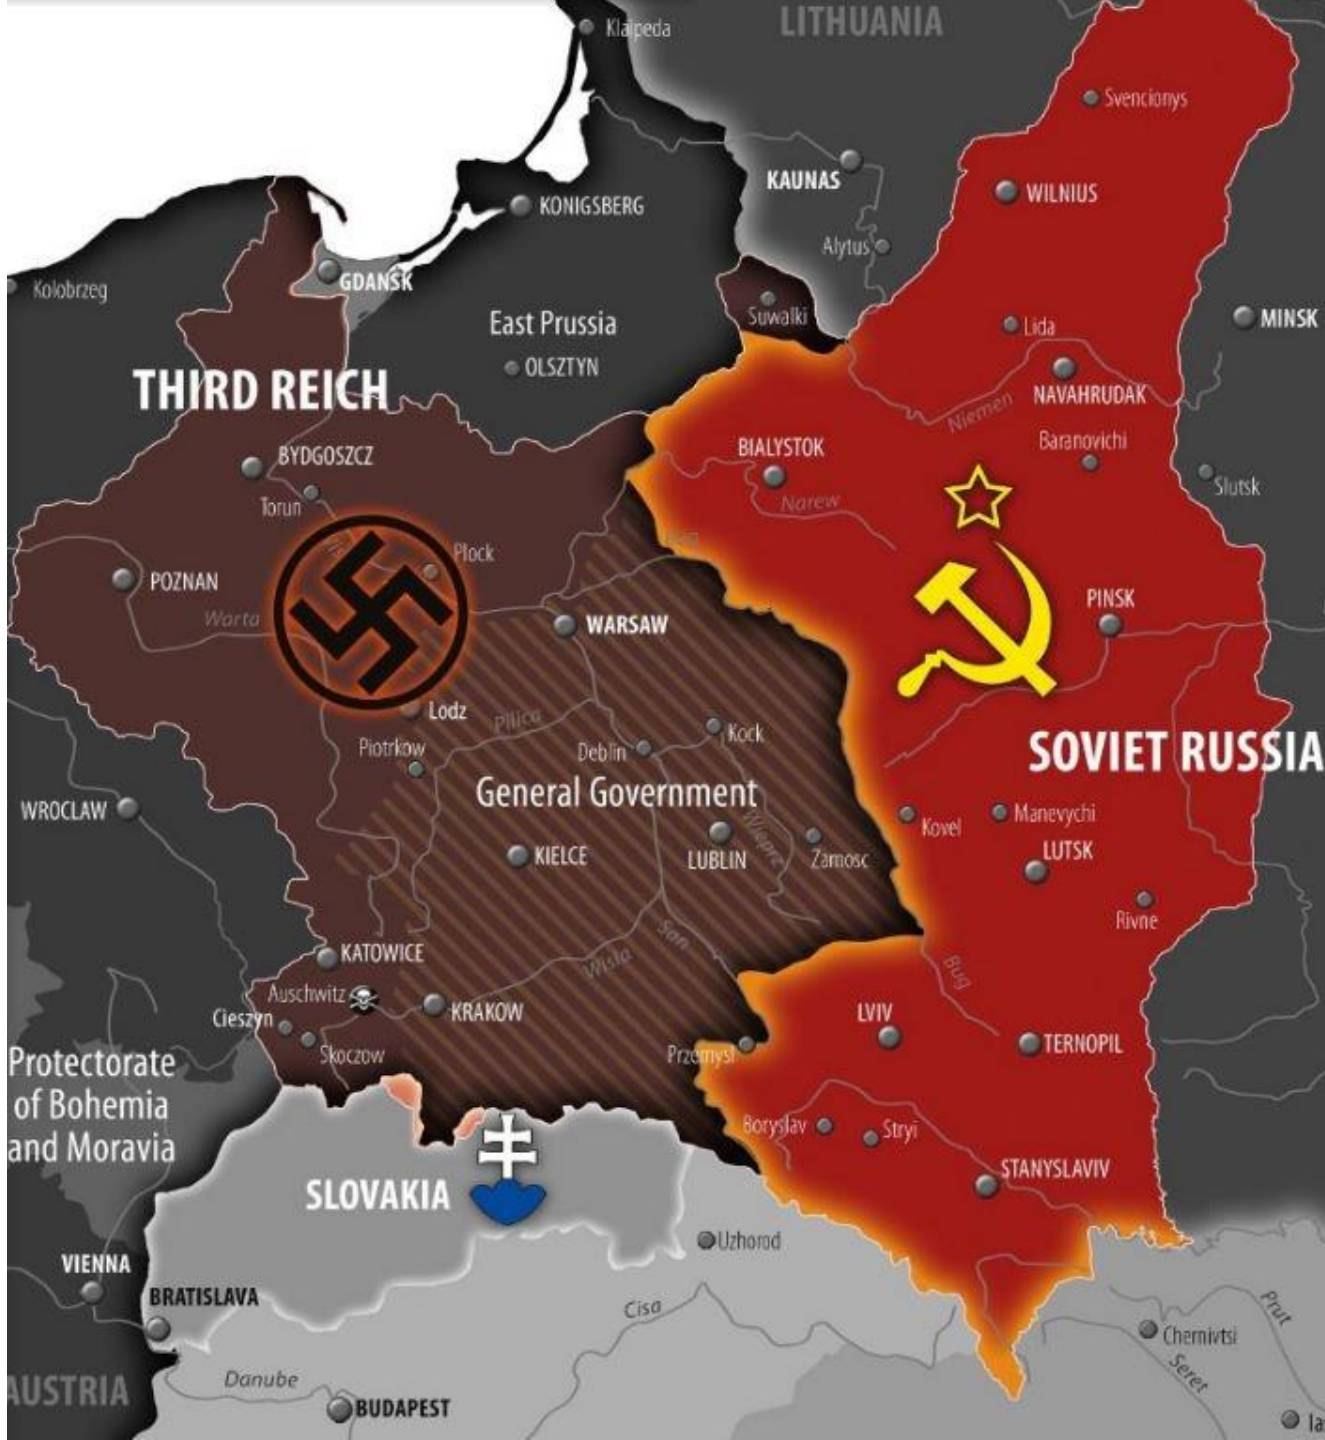 Klaipeda
LITHUANIA
Svencionys
KAUNAS
WILNIUS
KONIGSBERG
Alytus
GDANSK
Kolobrzeg
Suwalki
East Prussia
Lida
MINSK
OLSZTYN
THIRD REICH
NAVAHRUDAK
Niemen
BYDGOSZCZ
BIALYSTOK
Baranovichi
Slutsk
Torun
Narew
Plock
POZNAN
PINSK
Warta
WARSAW
Lodz
Pilica
Kock
Piotrkow
Deblin
SOVIET RUSSIA
General Government
WROCLAW
Manevychi
Kovel
Wieprz
KIELCE
LUBLIN
Zamosc
LUTSK
Rivne
San
KATOWICE
Wisla
Bug
Auschwitz
KRAKOW
LVIV
Cieszyn
TERNOPIL
Skoczow
Przemysl
Protectorate
of Bohemia
and Moravia
Boryslav
Stryi
STANYSLAVIV
SLOVAKIA
Uzhorod
VIENNA
BRATISLAVA
Cisa
Prut
Chernivtsi
Seret
Danube
AUSTRIA
BUDAPEST
Ia